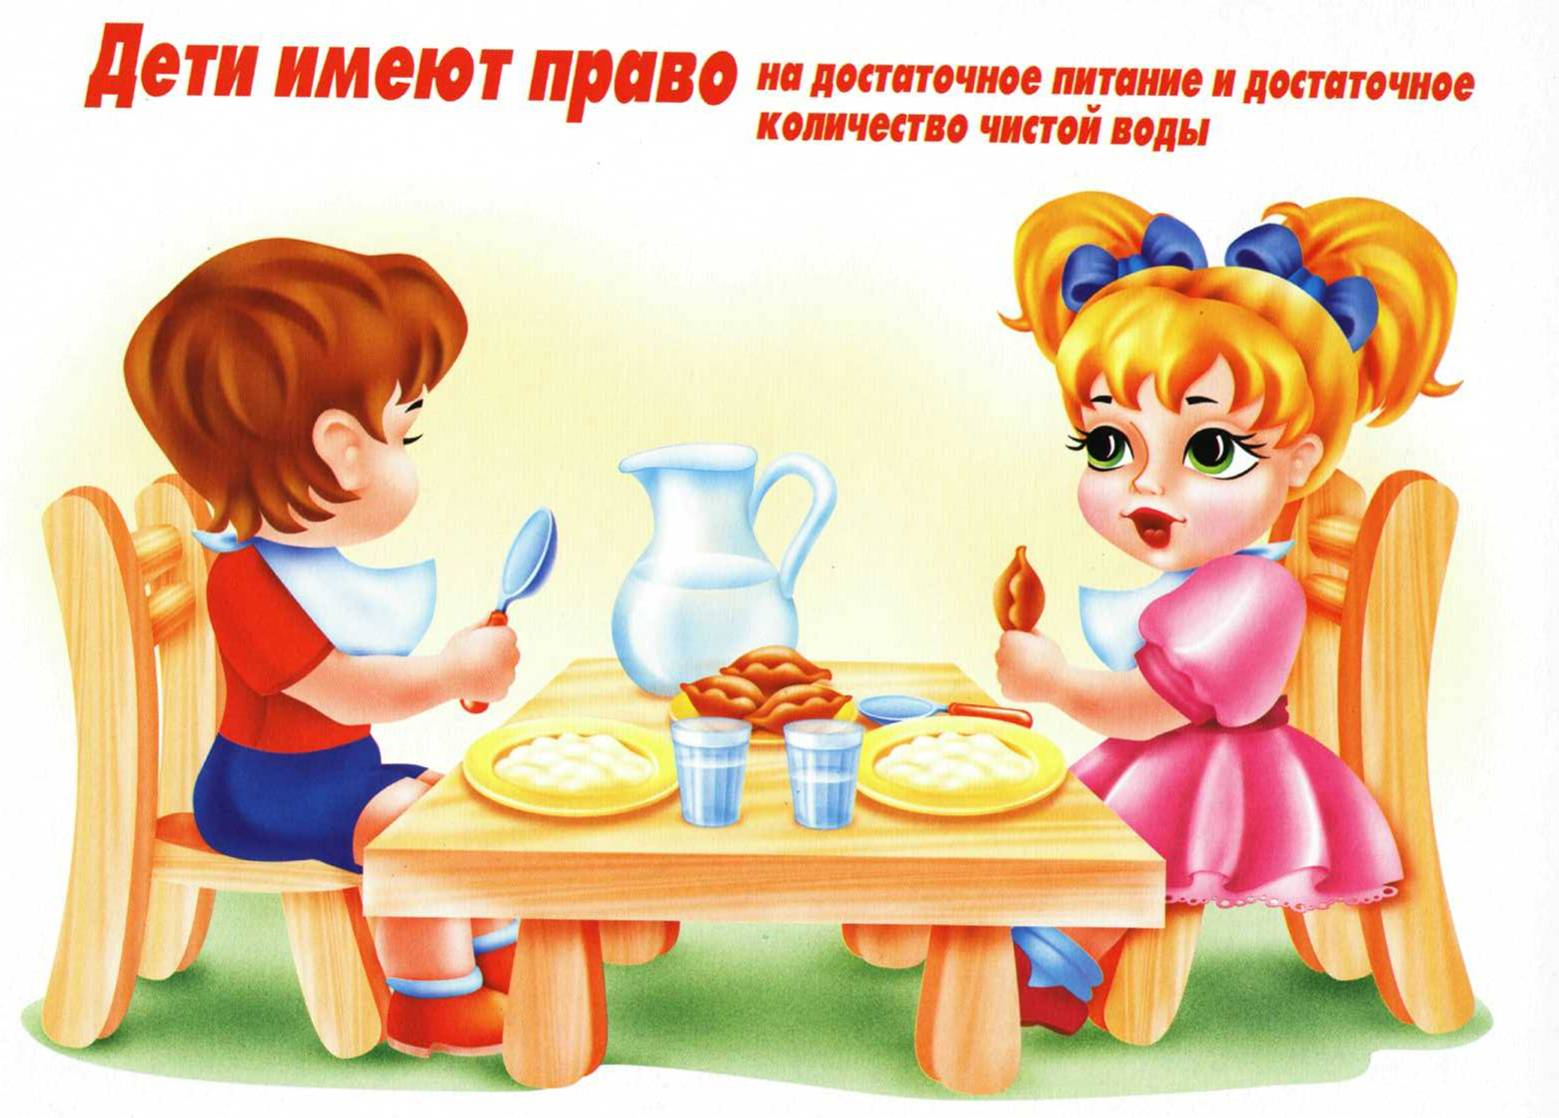 Дети имеют право на достаточное питание и достаточное
количество чистой воды